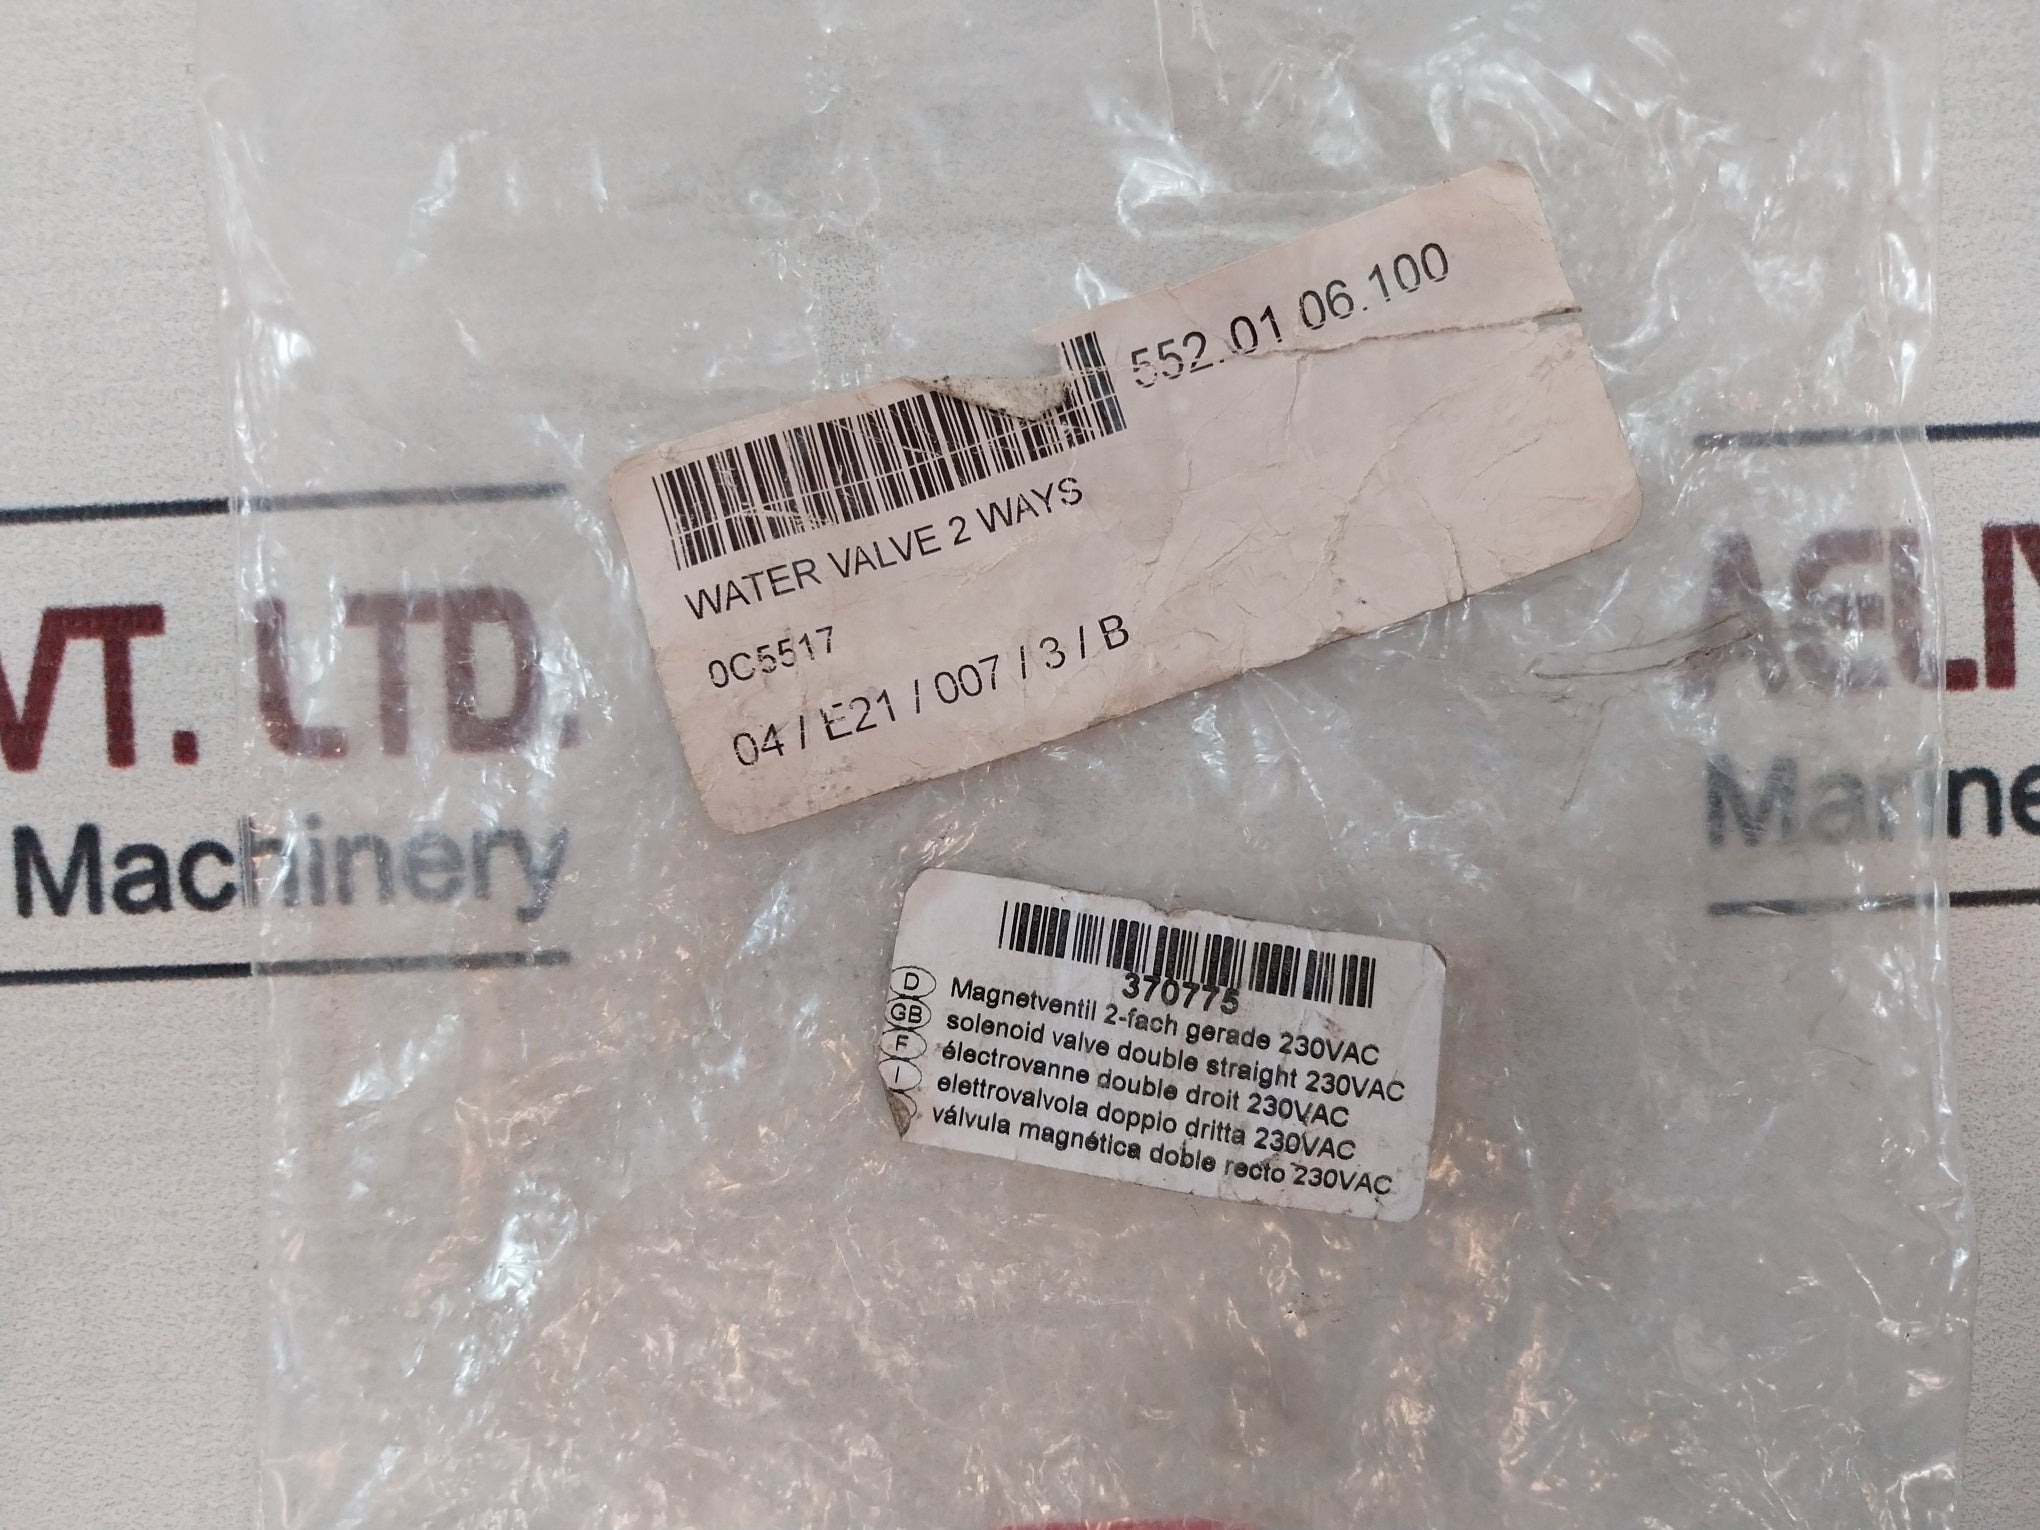 552.01.06.100
WATER VALVE 2 WAYS
0C5517
04 / E21 / 007 / 3 / B
VT. LTD.
Machinery
AELIY
Marine
370775
D Magnetventil 2-fach gerade 230VAC
GB solenoid valve double straight 230VAC
F électrovanne double droit 230VAC
I elettrovalvola doppio dritta 230VAC
válvula magnética doble recto 230VAC